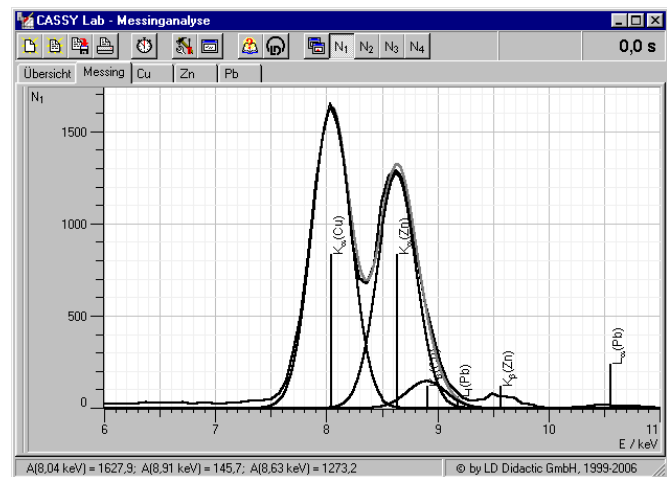 CASSY Lab - Messinganalyse
N₁ N₂ N₃ N₄ 0,0 s
Übersicht Messing Cu Zn Pb
N₁
1500
1000
500
0
Kα(Cu)
Kα(Zn)
Lₗ(Pb)
Kβ(Zn)
Lα(Pb)
6 7 8 9 10 11
E / keV
A(8,04 keV) = 1627,9; A(8,91 keV) = 145,7; A(8,63 keV) = 1273,2 © by LD Didactic GmbH, 1999-2006